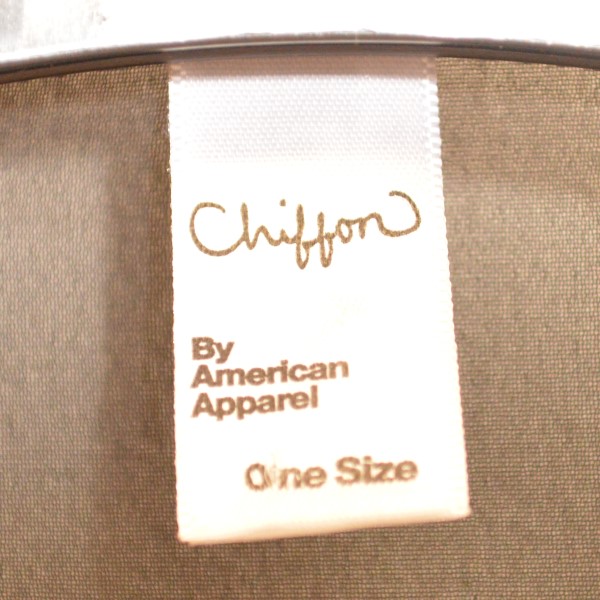 Chiffon
By
American
Apparel
One Size